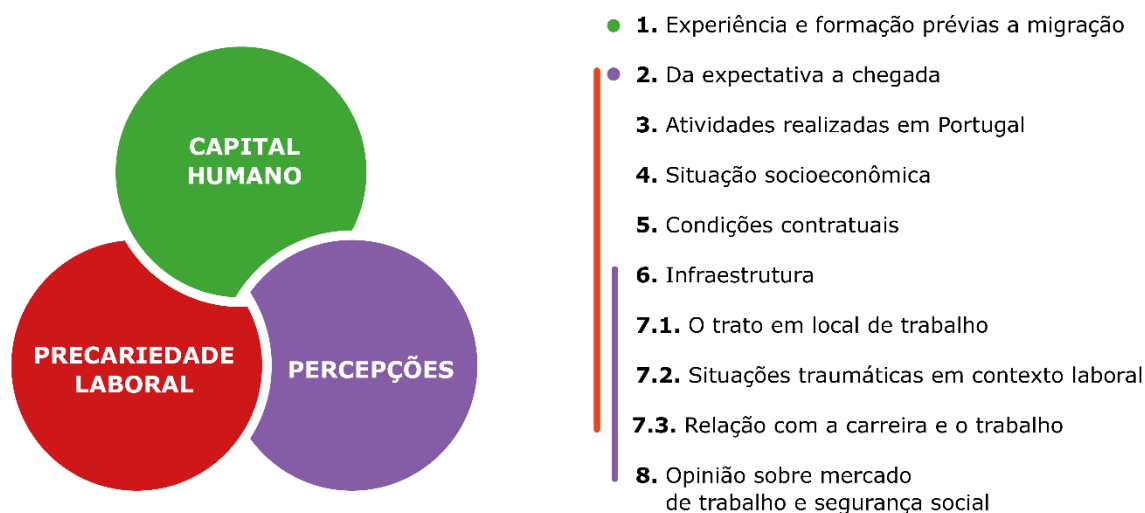 CAPITAL
HUMANO
PRECARIEDADE
LABORAL
PERCEPÇÕES
1. Experiência e formação prévias a migração
2. Da expectativa a chegada
3. Atividades realizadas em Portugal
4. Situação socioeconômica
5. Condições contratuais
6. Infraestrutura
7.1. O trato em local de trabalho
7.2. Situações traumáticas em contexto laboral
7.3. Relação com a carreira e o trabalho
8. Opinião sobre mercado
de trabalho e segurança social